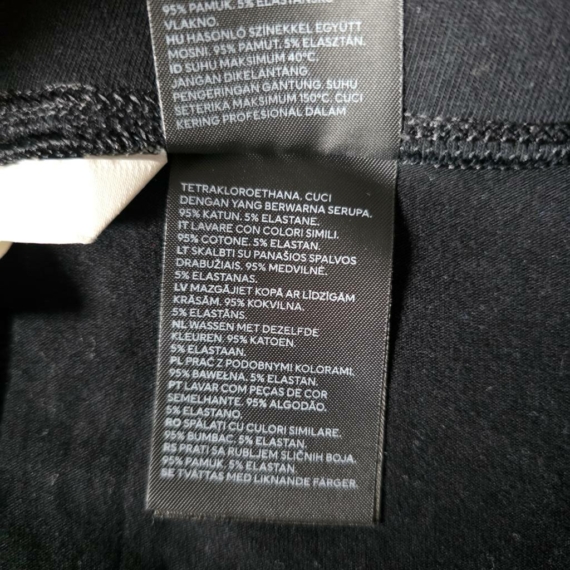 95% PAMUK. 5% ELASTANSKE
VLAKNO.
HU HASONLÓ SZÍNEKKEL EGYÜTT
MOSNI. 95% PAMUT. 5% ELASZTÁN.
ID SUHU MAKSIMUM 40°C.
JANGAN DIKELANTANG.
PENGERINGAN GANTUNG. SUHU
SETERIKA MAKSIMUM 150°C. CUCI
KERING PROFESIONAL DALAM
TETRAKLOROETHANA. CUCI
DENGAN YANG BERWARNA SERUPA.
95% KATUN. 5% ELASTANE.
IT LAVARE CON COLORI SIMILI.
95% COTONE. 5% ELASTAN.
LT SKALBTI SU PANAŠIOS SPALVOS
DRABUŽIAIS. 95% MEDVILNĖ.
5% ELASTANAS.
LV MAZGĀJIET KOPĀ AR LĪDZĪGĀM
KRĀSĀM. 95% KOKVILNA.
5% ELASTĀNS.
NL WASSEN MET DEZELFDE
KLEUREN. 95% KATOEN.
5% ELASTAAN.
PL PRAĆ Z PODOBNYMI KOLORAMI.
95% BAWEŁNA. 5% ELASTAN.
PT LAVAR COM PEÇAS DE COR
SEMELHANTE. 95% ALGODÃO.
5% ELASTANO.
RO SPĂLAȚI CU CULORI SIMILARE.
95% BUMBAC. 5% ELASTAN.
RS PRATI SA RUBLJEM SLIČNIH BOJA.
95% PAMUK. 5% ELASTAN.
SE TVÄTTAS MED LIKNANDE FÄRGER.